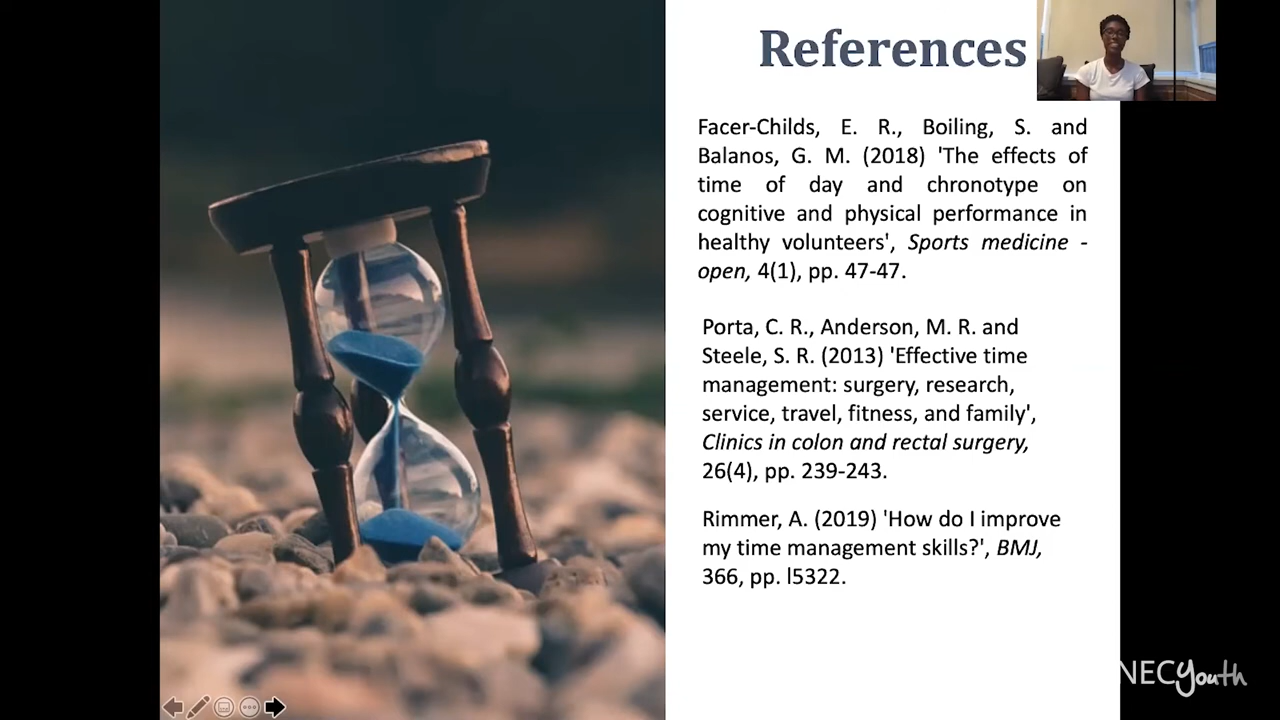 References
Facer-Childs, E. R., Boiling, S. and
Balanos, G. M. (2018) 'The effects of
time of day and chronotype on
cognitive and physical performance in
healthy volunteers', Sports medicine -
open, 4(1), pp. 47-47.
Porta, C. R., Anderson, M. R. and
Steele, S. R. (2013) 'Effective time
management: surgery, research,
service, travel, fitness, and family',
Clinics in colon and rectal surgery,
26(4), pp. 239-243.
Rimmer, A. (2019) 'How do I improve
my time management skills?', BMJ,
366, pp. l5322.
NECyouth